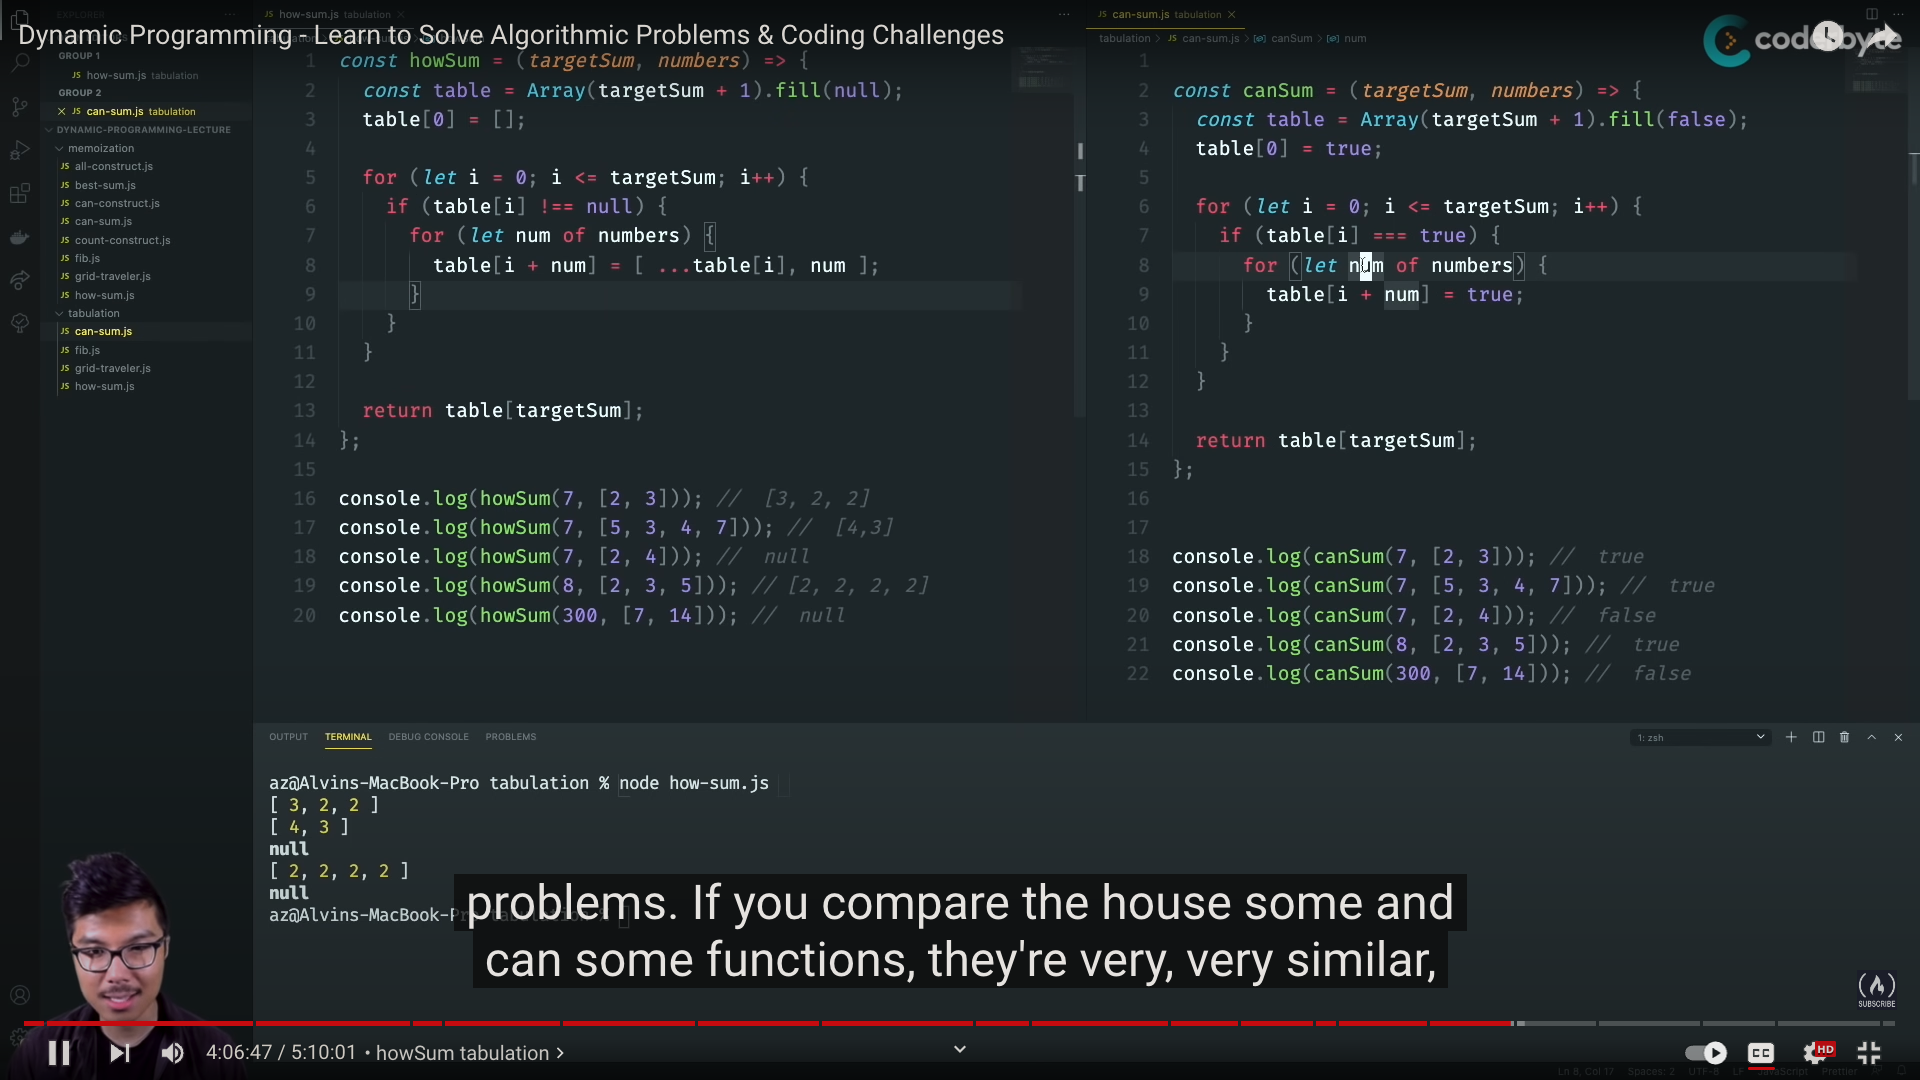 EXPLORER
how-sum.js tabulation
can-sum.js tabulation
Dynamic Programming - Learn to Solve Algorithmic Problems & Coding Challenges
tabulation > JS can-sum.js > canSum > num
coderbyte
GROUP 1
JS how-sum.js tabulation
GROUP 2
JS can-sum.js tabulation
DYNAMIC-PROGRAMMING-LECTURE
memoization
JS all-construct.js
JS best-sum.js
JS can-construct.js
JS can-sum.js
JS count-construct.js
JS fib.js
JS grid-traveler.js
JS how-sum.js
tabulation
JS can-sum.js
JS fib.js
JS grid-traveler.js
JS how-sum.js
1 const howSum = (targetSum, numbers) => {
2 const table = Array(targetSum + 1).fill(null);
3 table[0] = [];
4
5 for (let i = 0; i <= targetSum; i++) {
6 if (table[i] !== null) {
7 for (let num of numbers) {
8 table[i + num] = [ ...table[i], num ];
9 }
10 }
11 }
12
13 return table[targetSum];
14 };
15
16 console.log(howSum(7, [2, 3])); // [3, 2, 2]
17 console.log(howSum(7, [5, 3, 4, 7])); // [4,3]
18 console.log(howSum(7, [2, 4])); // null
19 console.log(howSum(8, [2, 3, 5])); // [2, 2, 2, 2]
20 console.log(howSum(300, [7, 14])); // null
1
2 const canSum = (targetSum, numbers) => {
3 const table = Array(targetSum + 1).fill(false);
4 table[0] = true;
5
6 for (let i = 0; i <= targetSum; i++) {
7 if (table[i] === true) {
8 for (let num of numbers) {
9 table[i + num] = true;
10 }
11 }
12 }
13
14 return table[targetSum];
15 };
16
17
18 console.log(canSum(7, [2, 3])); // true
19 console.log(canSum(7, [5, 3, 4, 7])); // true
20 console.log(canSum(7, [2, 4])); // false
21 console.log(canSum(8, [2, 3, 5])); // true
22 console.log(canSum(300, [7, 14])); // false
OUTPUT TERMINAL DEBUG CONSOLE PROBLEMS
1: zsh
az@Alvins-MacBook-Pro tabulation % node how-sum.js
[ 3, 2, 2 ]
[ 4, 3 ]
null
[ 2, 2, 2, 2 ]
null
az@Alvins-MacBook-Pro tabulation %
problems. If you compare the house some and
can some functions, they're very, very similar,
SUBSCRIBE
4:06:47 / 5:10:01 • howSum tabulation >
CC
HD
Ln 8, Col 17 Spaces: 2 UTF-8 LF JavaScript Prettier